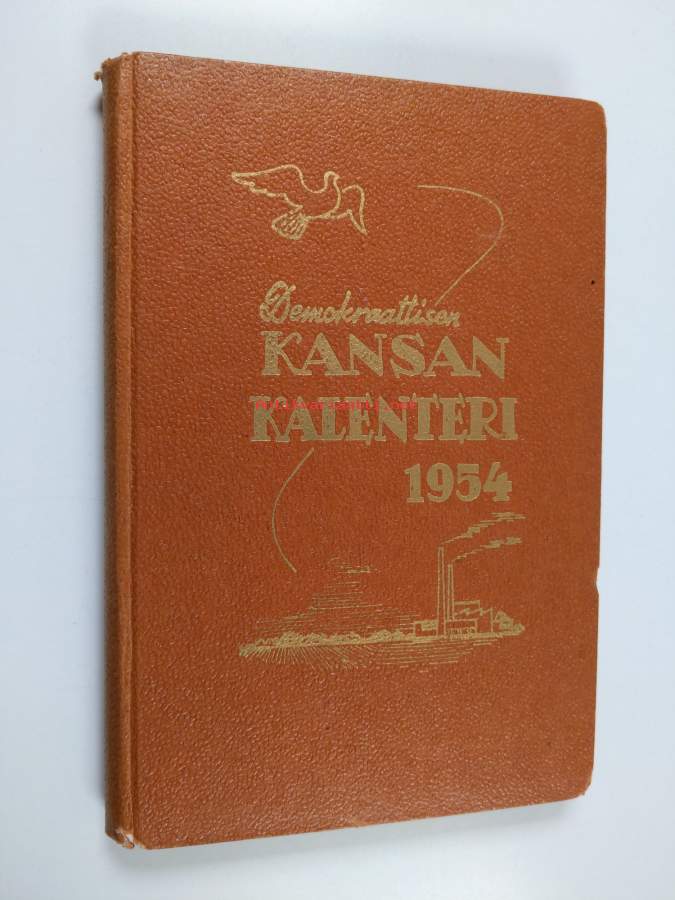 Demokraattisen
KANSAN
KALENTERI
1954